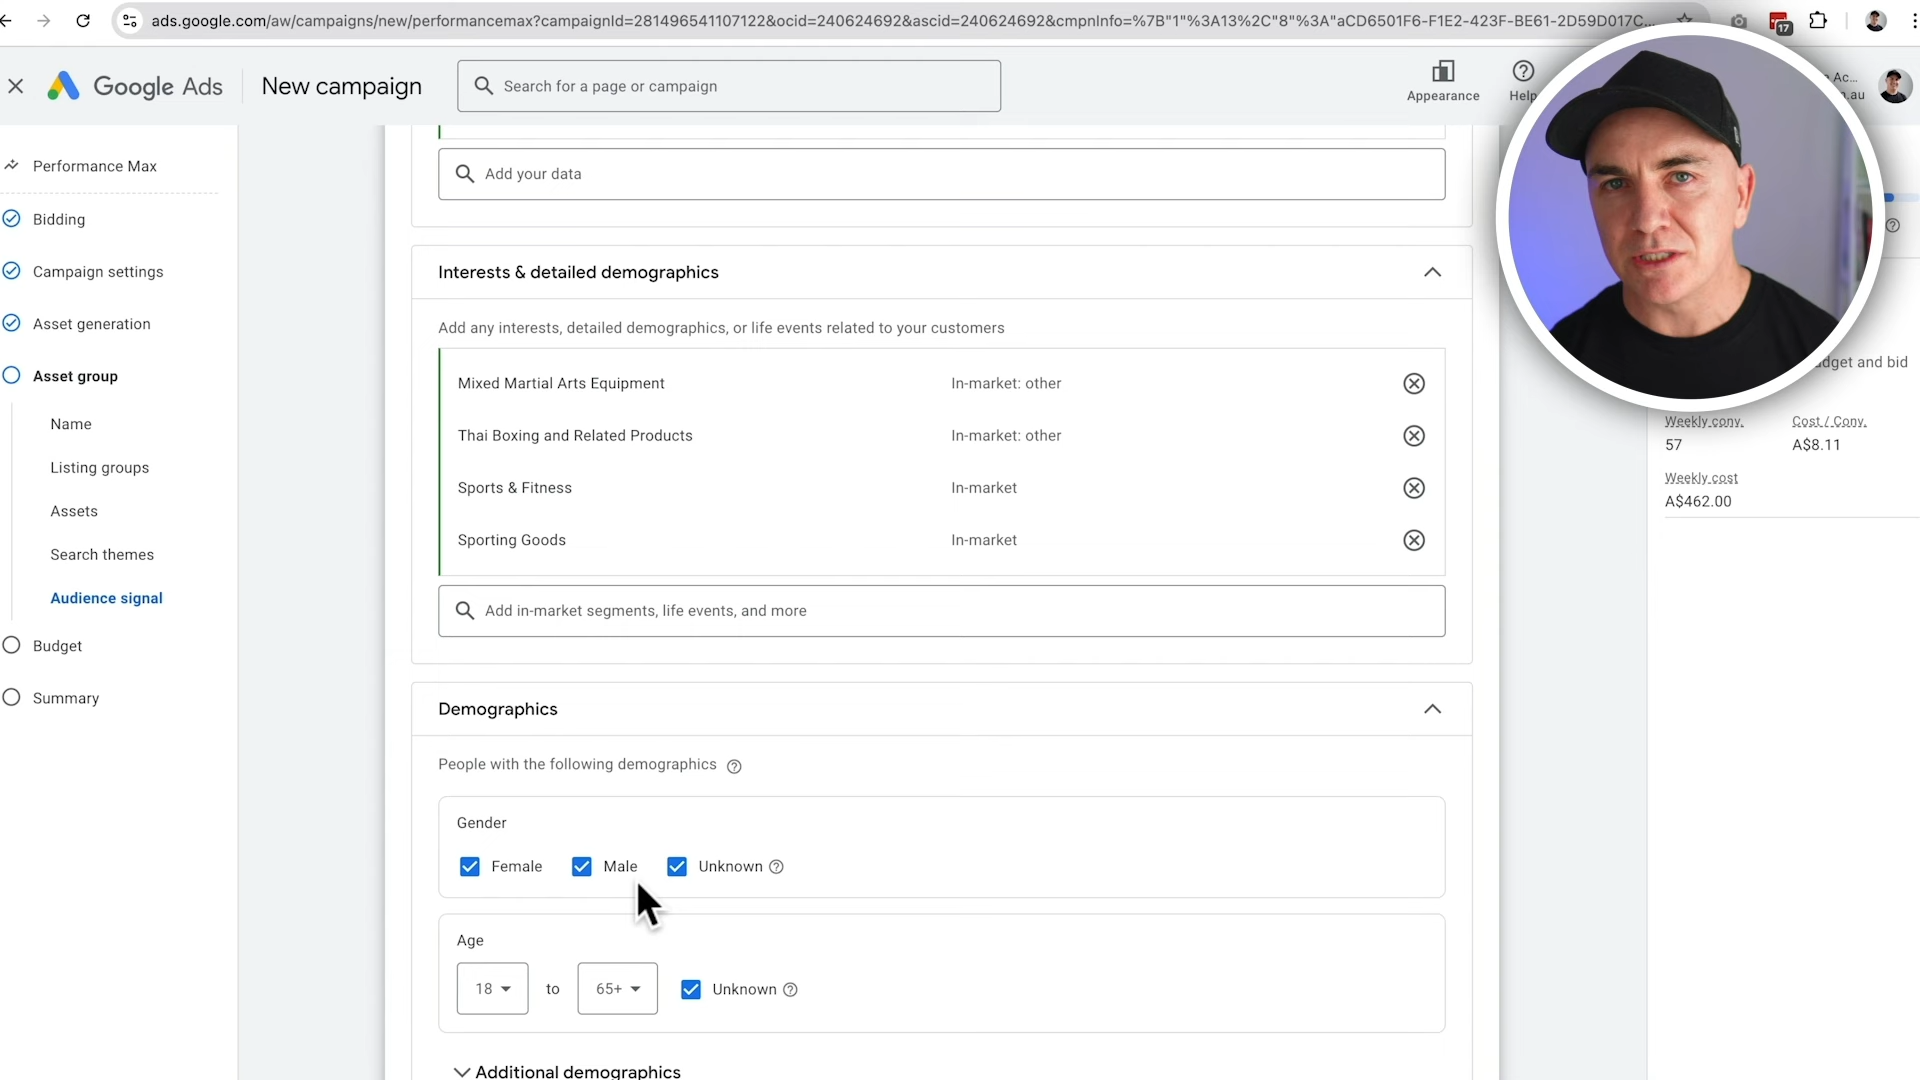 ads.google.com/aw/campaigns/new/performancemax?campaignId=281496541107122&ocid=240624692&ascid=240624692&cmpnInfo=%7B"1"%3A13%2C"8"%3A"aCD6501F6-F1E2-423F-BE61-2D59D017C...
17
Google Ads
New campaign
Search for a page or campaign
Appearance
Help
Ac...
.au
Performance Max
Bidding
Campaign settings
Asset generation
Asset group
Name
Listing groups
Assets
Search themes
Audience signal
Budget
Summary
Add your data
Interests & detailed demographics
Add any interests, detailed demographics, or life events related to your customers
Mixed Martial Arts Equipment In-market: other
Thai Boxing and Related Products In-market: other
Sports & Fitness In-market
Sporting Goods In-market
Add in-market segments, life events, and more
Demographics
People with the following demographics
Gender
Female Male Unknown
Age
18 to 65+ Unknown
Additional demographics
and bid
Weekly conv. Cost / Conv.
57 A$8.11
Weekly cost
A$462.00